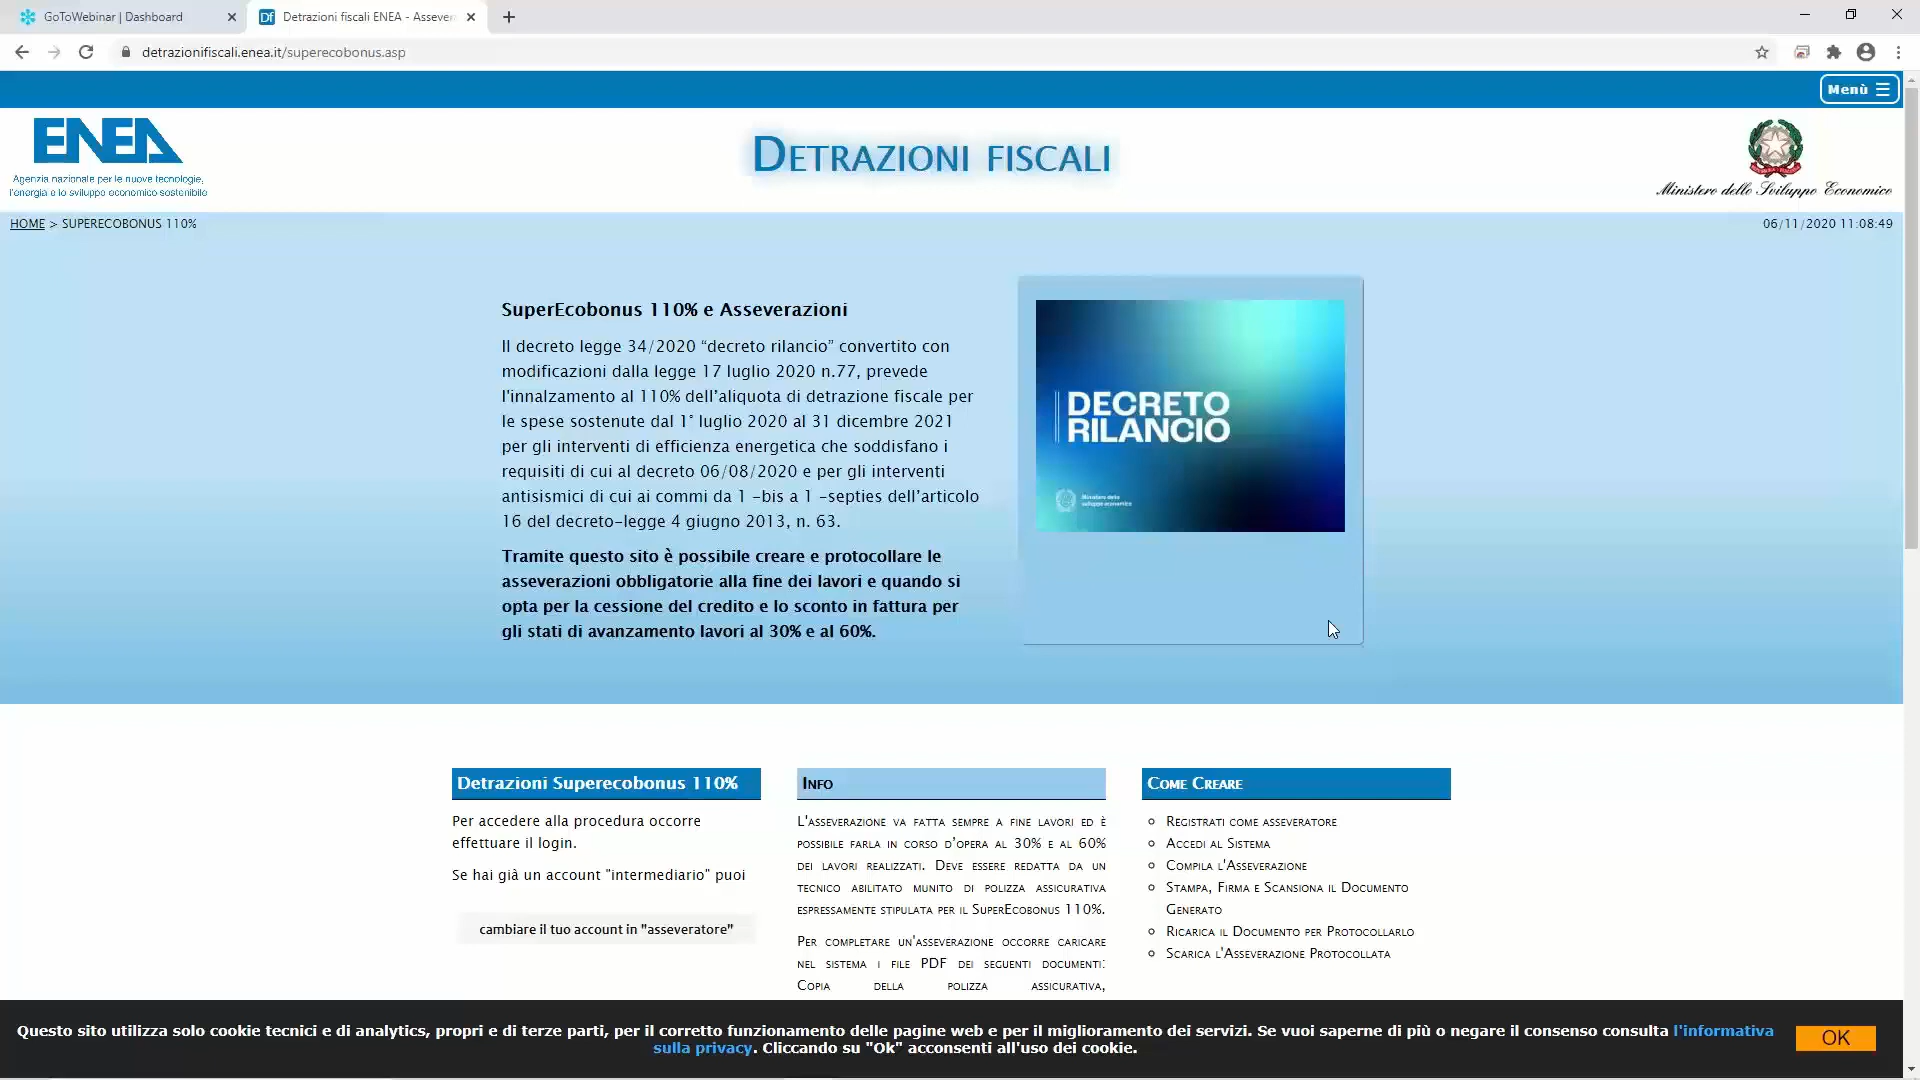 GoToWebinar | Dashboard
Detrazioni fiscali ENEA - Assever
detrazionifiscali.enea.it/superecobonus.asp
Menù
ENEA
Agenzia nazionale per le nuove tecnologie,
l'energia e lo sviluppo economico sostenibile
Detrazioni fiscali
Ministero dello Sviluppo Economico
HOME > SUPERECOBONUS 110%
06/11/2020 11:08:49
SuperEcobonus 110% e Asseverazioni
Il decreto legge 34/2020 “decreto rilancio” convertito con
modificazioni dalla legge 17 luglio 2020 n.77, prevede
l'innalzamento al 110% dell’aliquota di detrazione fiscale per
le spese sostenute dal 1° luglio 2020 al 31 dicembre 2021
per gli interventi di efficienza energetica che soddisfano i
requisiti di cui al decreto 06/08/2020 e per gli interventi
antisismici di cui ai commi da 1 -bis a 1 -septies dell’articolo
16 del decreto-legge 4 giugno 2013, n. 63.
Tramite questo sito è possibile creare e protocollare le
asseverazioni obbligatorie alla fine dei lavori e quando si
opta per la cessione del credito e lo sconto in fattura per
gli stati di avanzamento lavori al 30% e al 60%.
DECRETO
RILANCIO
Ministero dello
sviluppo economico
Detrazioni Superecobonus 110%
Per accedere alla procedura occorre
effettuare il login.
Se hai già un account "intermediario" puoi
cambiare il tuo account in "asseveratore"
Info
L'asseverazione va fatta sempre a fine lavori ed è
possibile farla in corso d’opera al 30% e al 60%
dei lavori realizzati. Deve essere redatta da un
tecnico abilitato munito di polizza assicurativa
espressamente stipulata per il SuperEcobonus 110%.
Per completare un'asseverazione occorre caricare
nel sistema i file PDF dei seguenti documenti:
Copia della polizza assicurativa,
Come Creare
Registrati come asseveratore
Accedi al Sistema
Compila l'Asseverazione
Stampa, Firma e Scansiona il Documento
Generato
Ricarica il Documento per Protocollarlo
Scarica l'Asseverazione Protocollata
Questo sito utilizza solo cookie tecnici e di analytics, propri e di terze parti, per il corretto funzionamento delle pagine web e per il miglioramento dei servizi. Se vuoi saperne di più o negare il consenso consulta l'informativa
sulla privacy. Cliccando su "Ok" acconsenti all'uso dei cookie.
OK